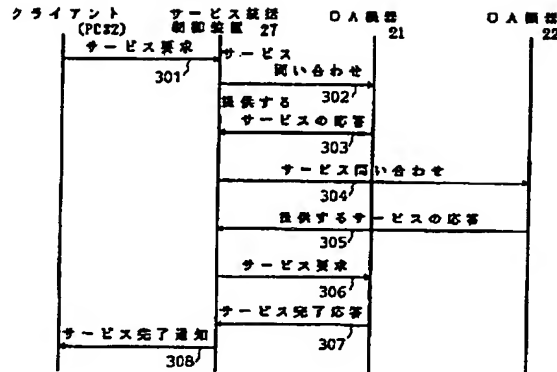 クライアント
(PC32)
サービス統括
制御装置 27
OA機器
21
OA機器
22
サービス要求
301
サービス
問い合わせ
302
提供する
サービスの応答
303
サービス問い合わせ
304
提供するサービスの応答
305
サービス要求
306
サービス完了応答
307
サービス完了通知
308